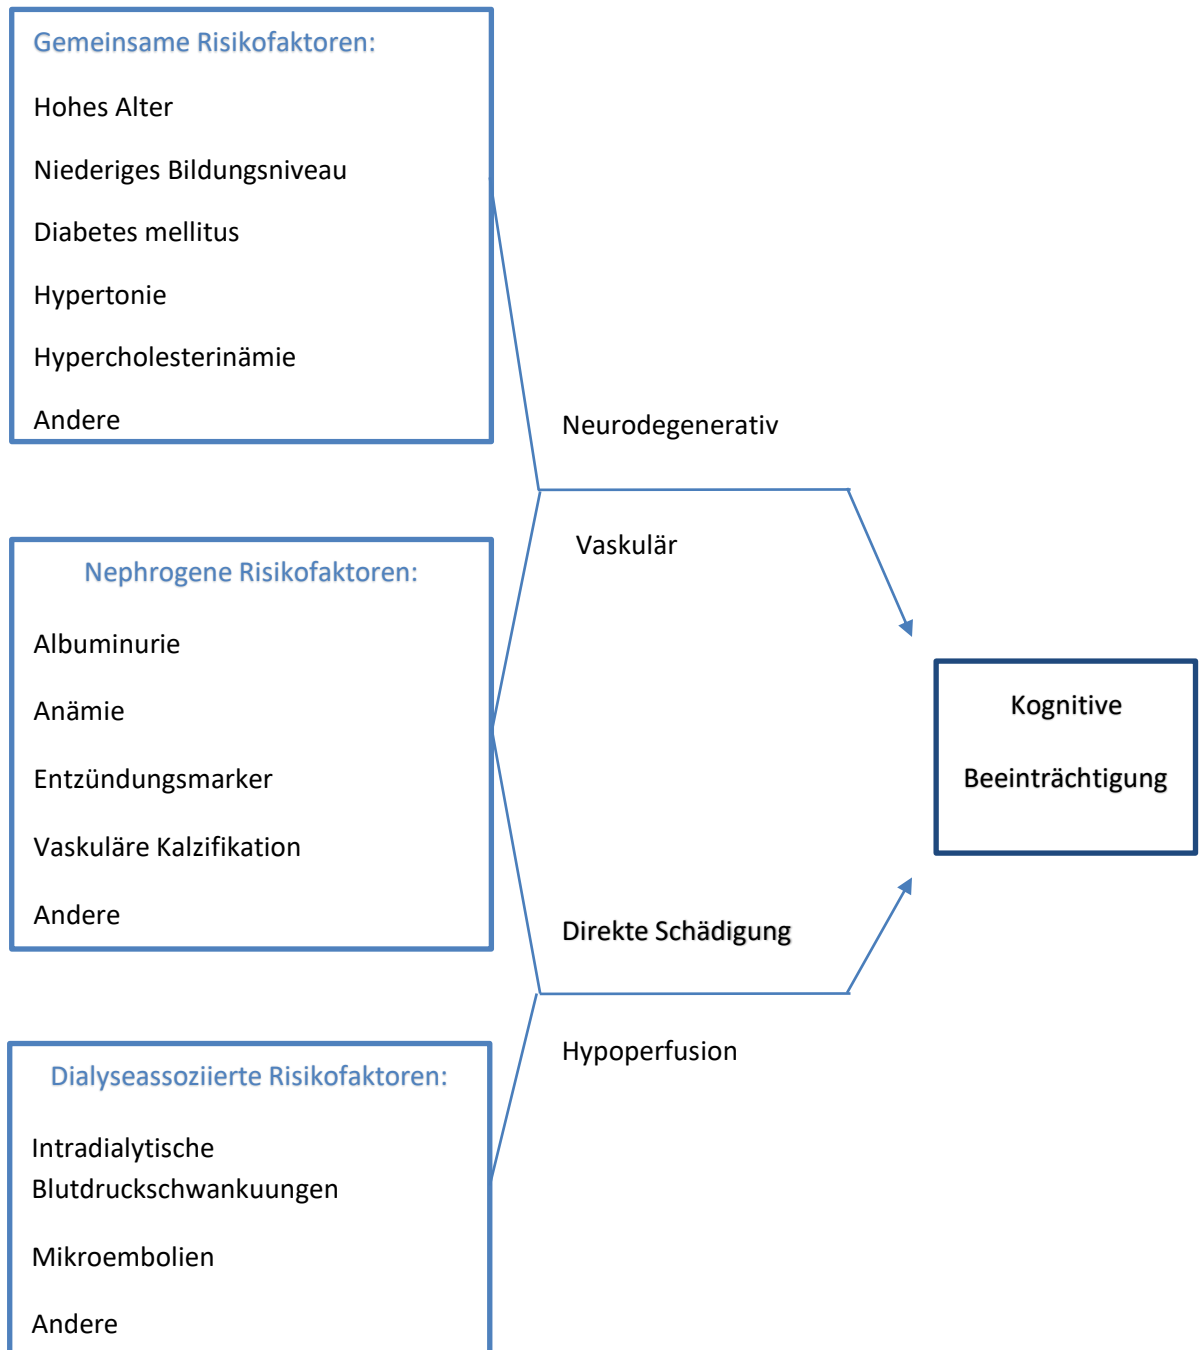 Gemeinsame Risikofaktoren:
Hohes Alter
Niederiges Bildungsniveau
Diabetes mellitus
Hypertonie
Hypercholesterinämie
Andere
Neurodegenerativ
Vaskulär
Nephrogene Risikofaktoren:
Albuminurie
Anämie
Entzündungsmarker
Vaskuläre Kalzifikation
Andere
Kognitive
Beeinträchtigung
Direkte Schädigung
Hypoperfusion
Dialyseassoziierte Risikofaktoren:
Intradialytische
Blutdruckschwankuungen
Mikroembolien
Andere